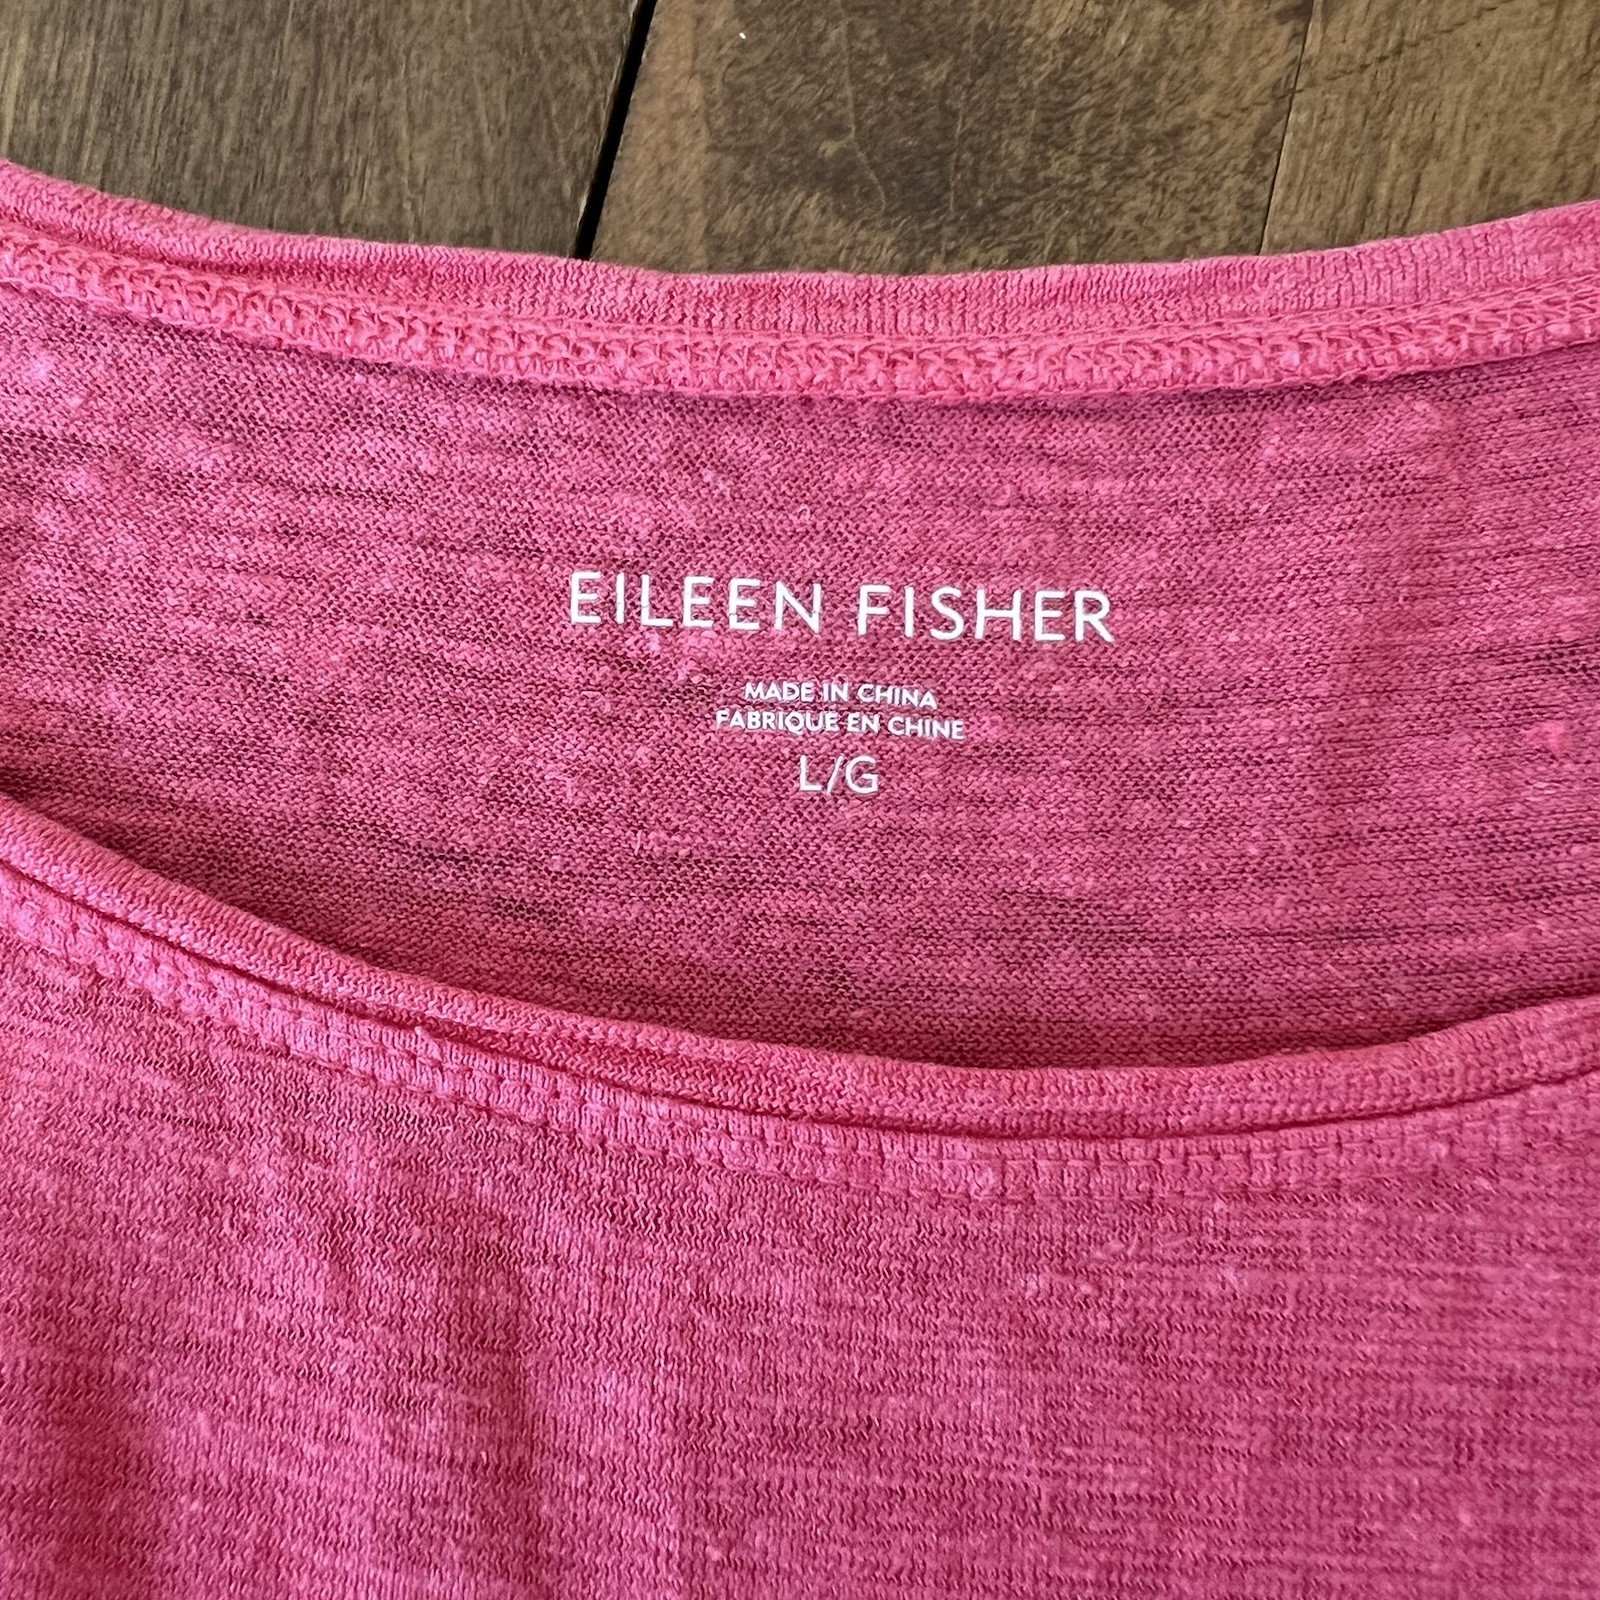 EILEEN FISHER
MADE IN CHINA
FABRIQUE EN CHINE
L/G